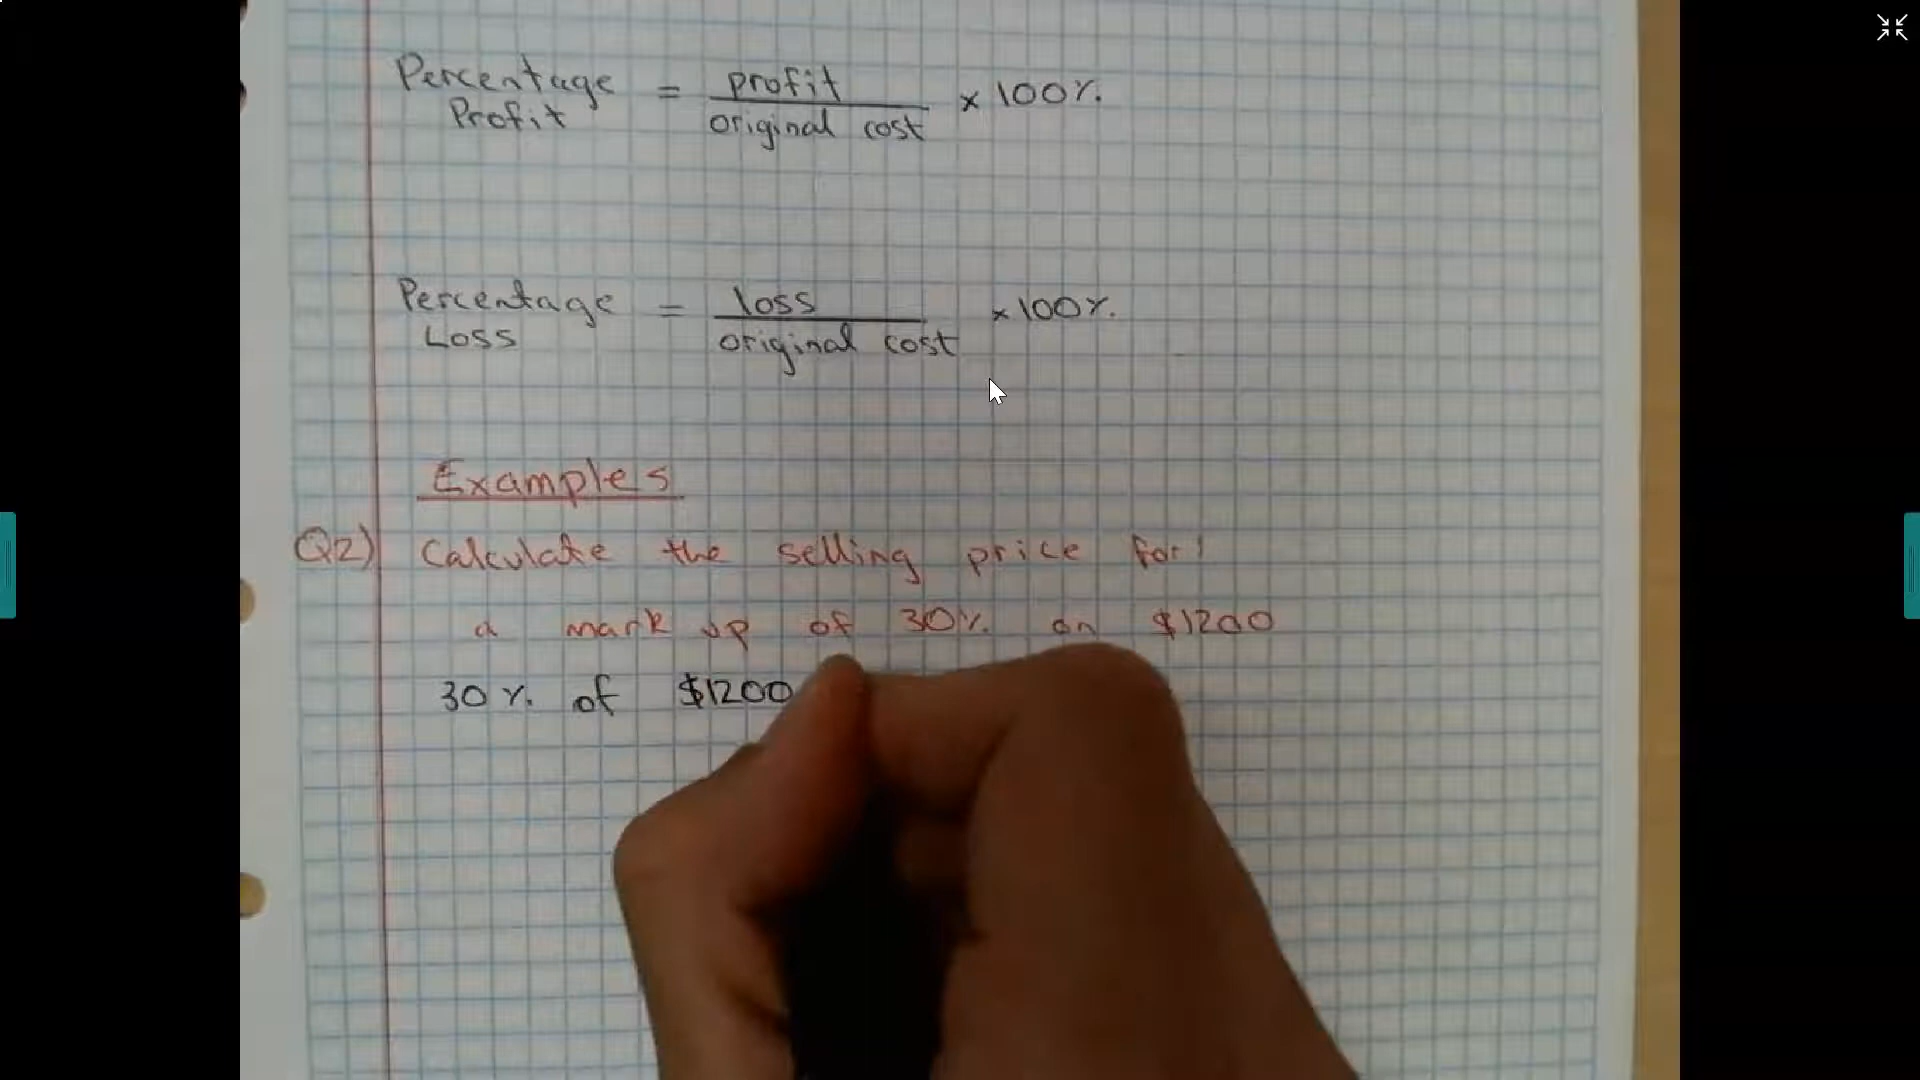 Percentage Profit = profit / original cost × 100%
Percentage Loss = loss / original cost × 100%
Examples
Q2) Calculate the selling price for:
a mark up of 30% on $1200
30% of $1200